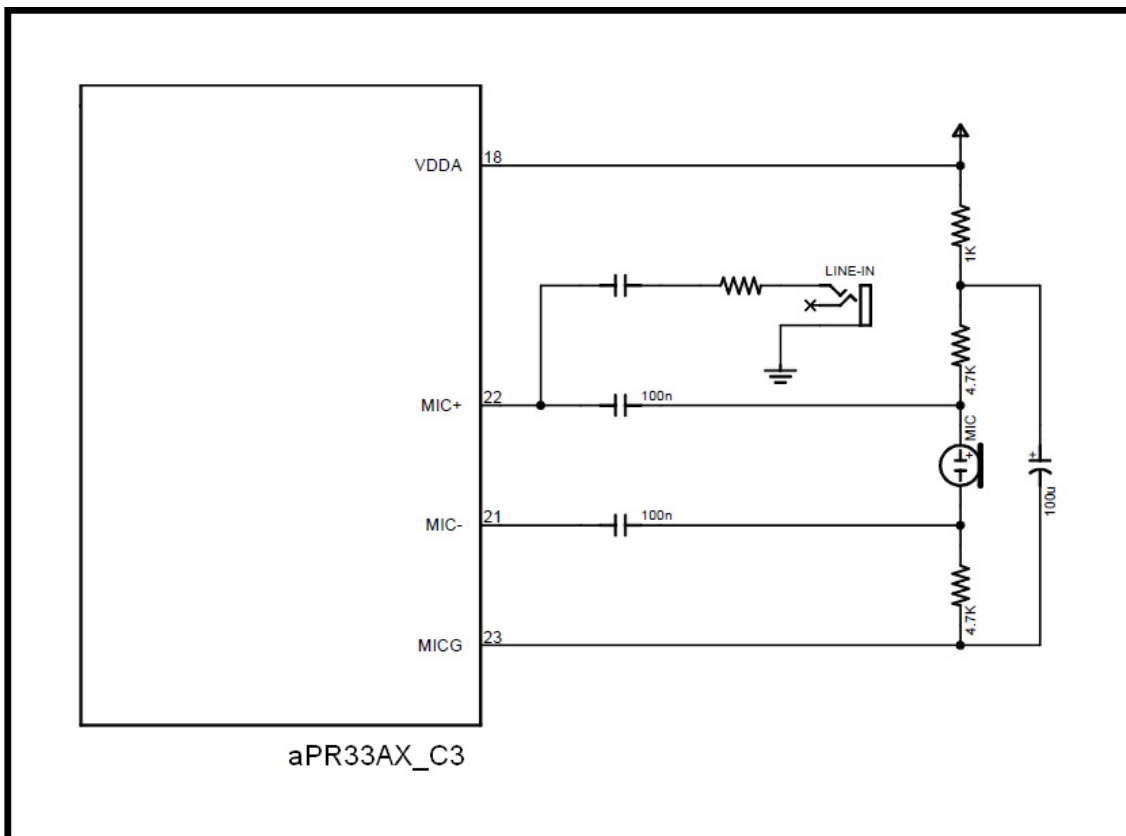 VDDA
18
1K
LINE-IN
4.7K
MIC+
22
100n
MIC
+
+
100u
MIC-
21
100n
4.7K
MICG
23
aPR33AX_C3